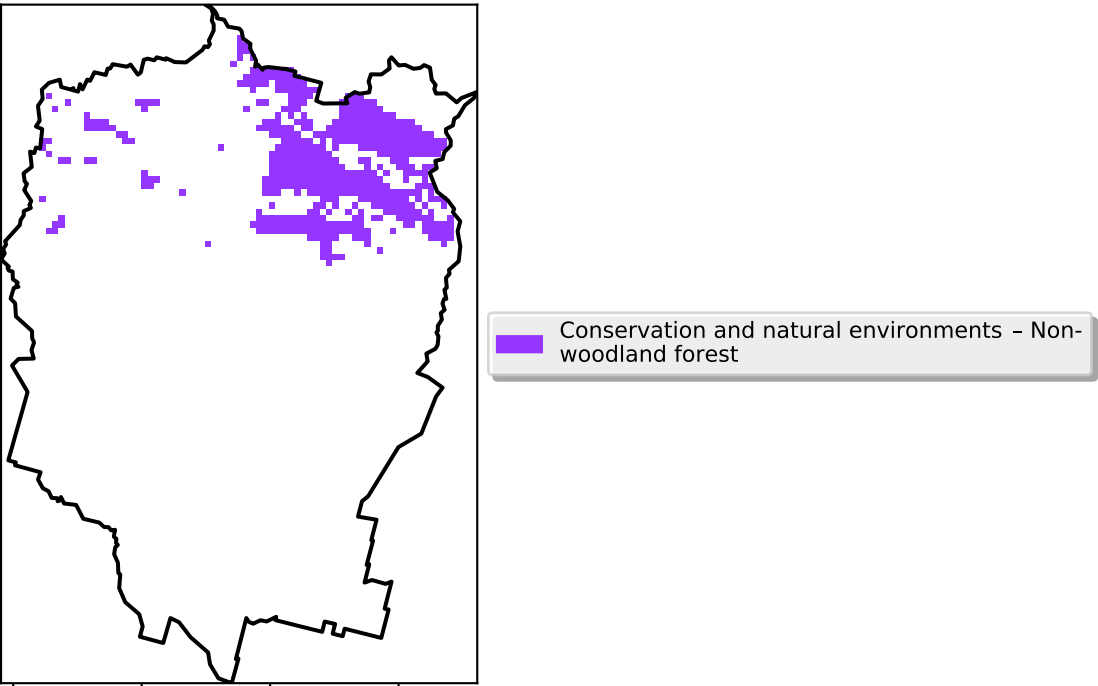 Conservation and natural environments – Non-
woodland forest